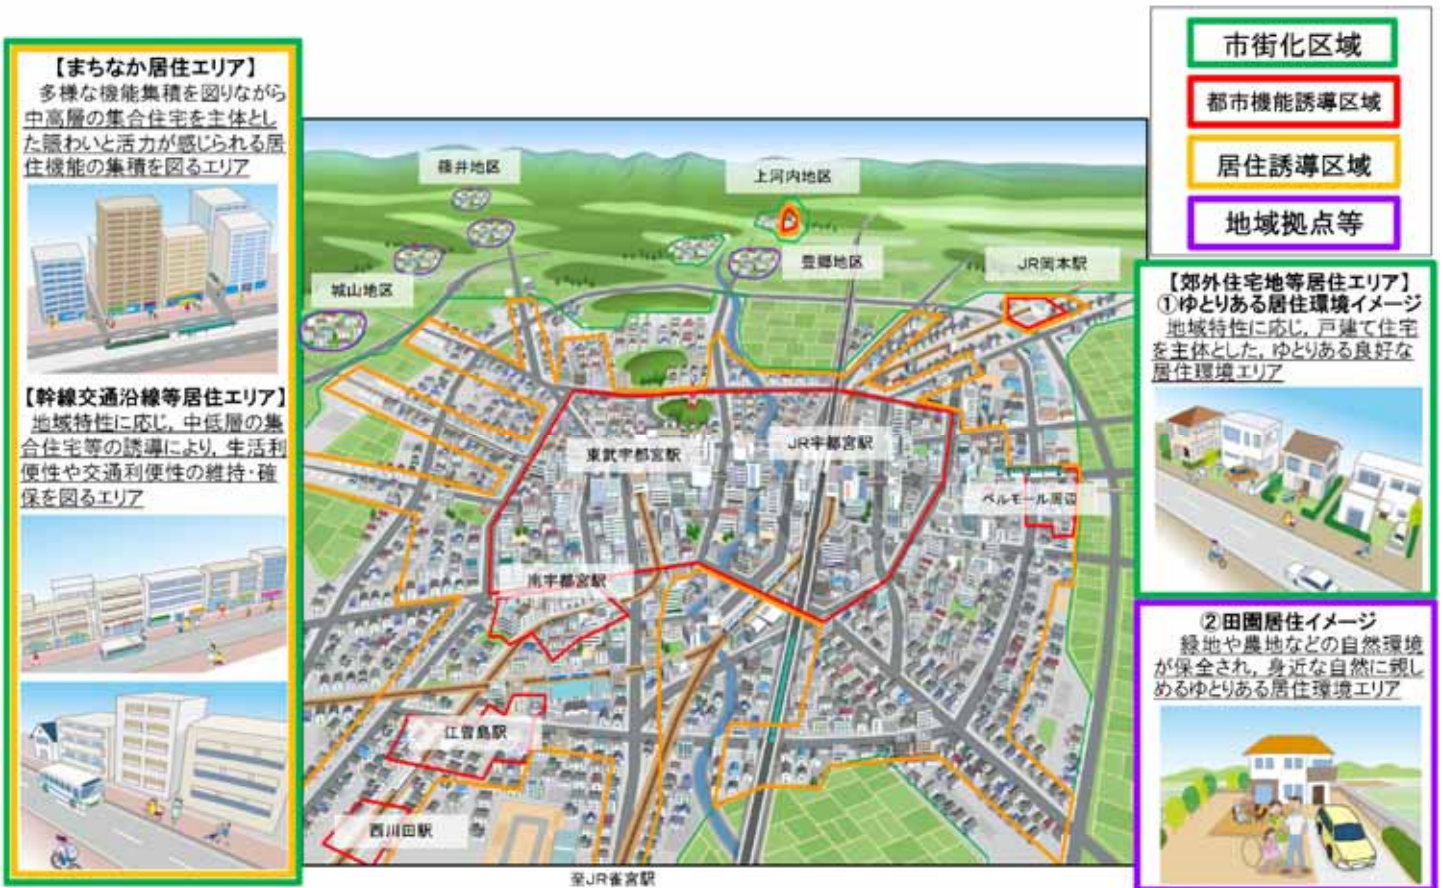 【まちなか居住エリア】
多様な機能集積を図りながら
中高層の集合住宅を主体とし
た賑わいと活力が感じられる居
住機能の集積を図るエリア
【幹線交通沿線等居住エリア】
地域特性に応じ，中低層の集
合住宅等の誘導により，生活利
便性や交通利便性の維持・確
保を図るエリア
篠井地区
上河内地区
城山地区
豊郷地区
JR岡本駅
東武宇都宮駅
JR宇都宮駅
ベルモール周辺
南宇都宮駅
江曽島駅
西川田駅
至JR雀宮駅
市街化区域
都市機能誘導区域
居住誘導区域
地域拠点等
【郊外住宅地等居住エリア】
①ゆとりある居住環境イメージ
地域特性に応じ，戸建て住宅
を主体とした，ゆとりある良好な
居住環境エリア
②田園居住イメージ
緑地や農地などの自然環境
が保全され，身近な自然に親し
めるゆとりある居住環境エリア